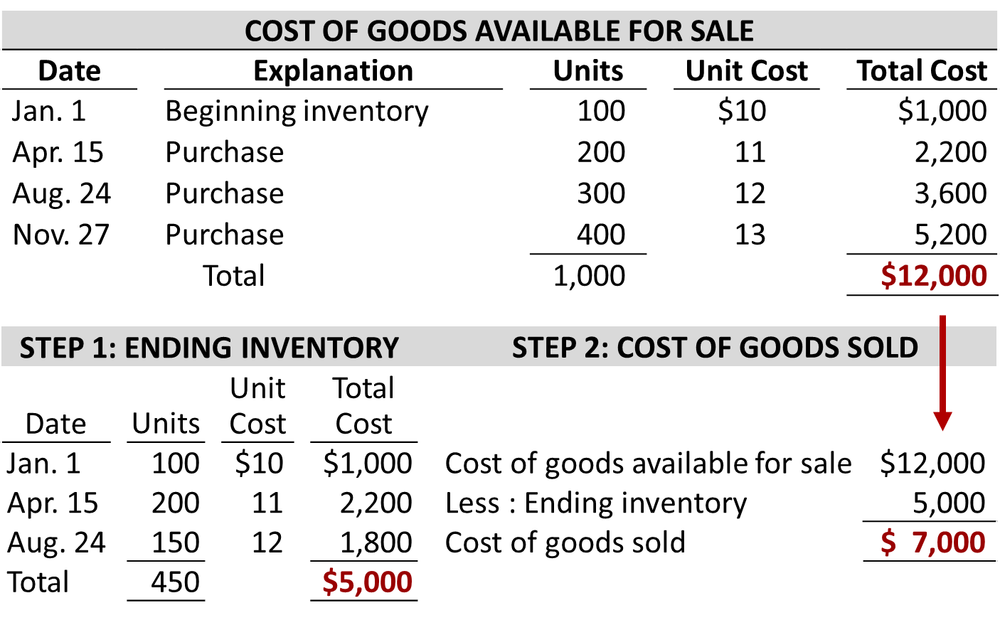 COST OF GOODS AVAILABLE FOR SALE
Date Explanation Units Unit Cost Total Cost
Jan. 1 Beginning inventory 100 $10 $1,000
Apr. 15 Purchase 200 11 2,200
Aug. 24 Purchase 300 12 3,600
Nov. 27 Purchase 400 13 5,200
Total 1,000 $12,000
STEP 1: ENDING INVENTORY STEP 2: COST OF GOODS SOLD
Unit Total
Date Units Cost Cost
Jan. 1 100 $10 $1,000 Cost of goods available for sale $12,000
Apr. 15 200 11 2,200 Less : Ending inventory 5,000
Aug. 24 150 12 1,800 Cost of goods sold $ 7,000
Total 450 $5,000